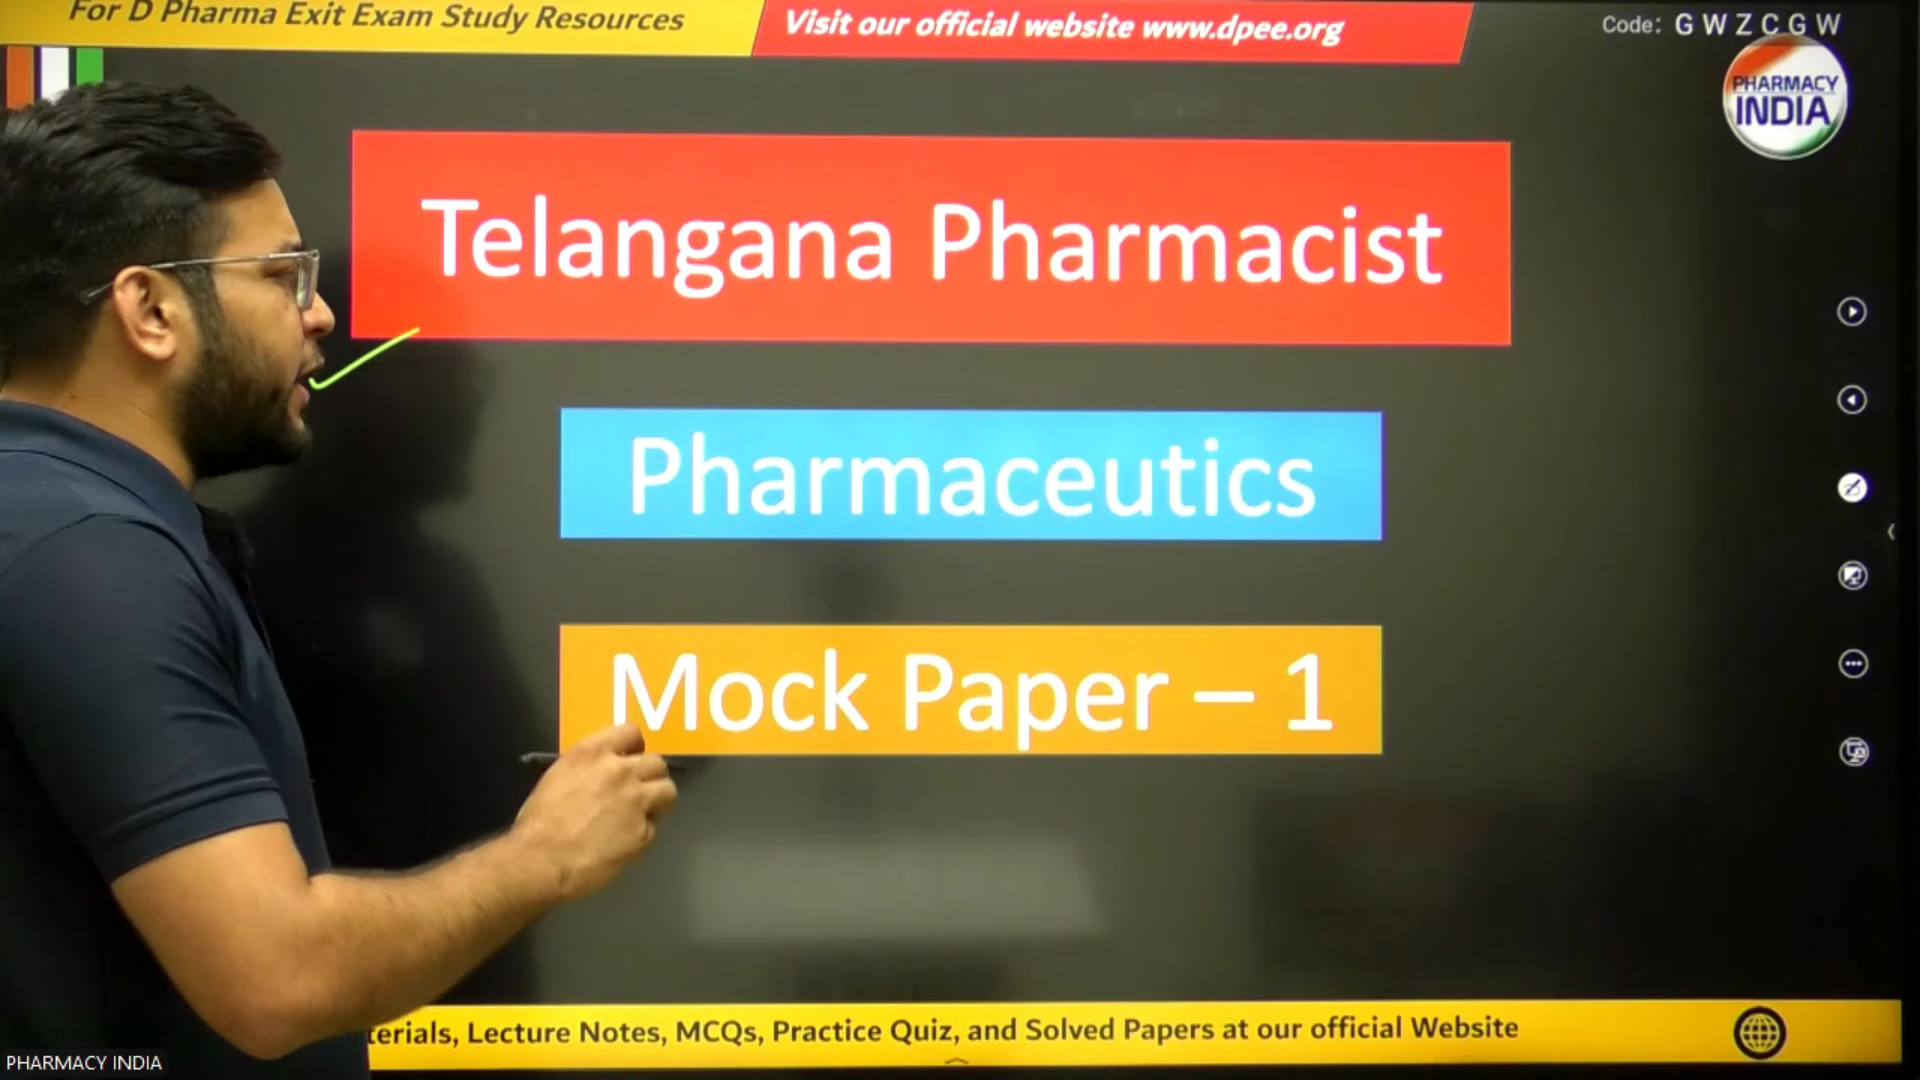 For D Pharma Exit Exam Study Resources
Visit our official website www.dpee.org
Code: G W Z C G W
PHARMACY
INDIA
Telangana Pharmacist
Pharmaceutics
Mock Paper – 1
terials, Lecture Notes, MCQs, Practice Quiz, and Solved Papers at our official Website
PHARMACY INDIA